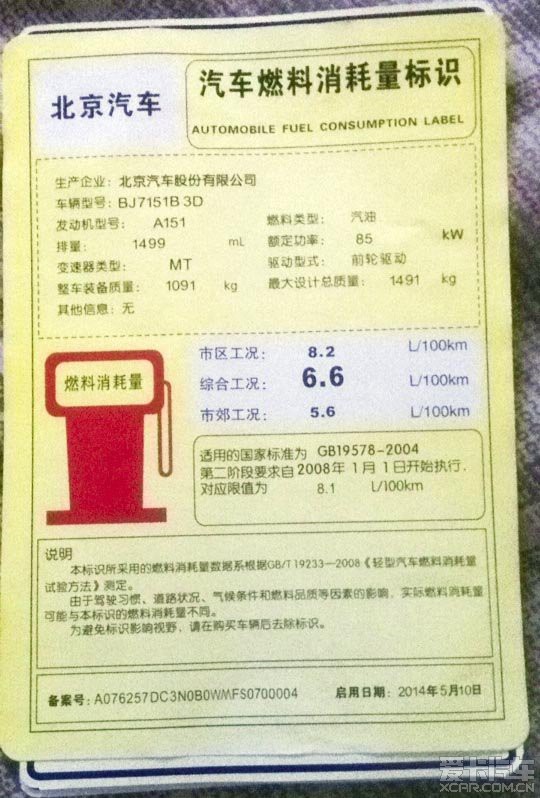 北京汽车
汽车燃料消耗量标识
AUTOMOBILE FUEL CONSUMPTION LABEL
生产企业: 北京汽车股份有限公司
车辆型号: BJ7151B3D
发动机型号: A151 燃料类型: 汽油
排量: 1499 mL 额定功率: 85 kW
变速器类型: MT 驱动型式: 前轮驱动
整车装备质量: 1091 kg 最大设计总质量: 1491 kg
其他信息: 无
燃料消耗量
市区工况: 8.2 L/100km
综合工况: 6.6 L/100km
市郊工况: 5.6 L/100km
适用的国家标准为 GB19578-2004
第二阶段要求自2008年1月1日开始执行,
对应限值为 8.1 L/100km
说明
本标识所采用的燃料消耗量数据系根据GB/T19233—2008《轻型汽车燃料消耗量
试验方法》测定。
由于驾驶习惯、道路状况、气候条件和燃料品质等因素的影响, 实际燃料消耗量
可能与本标识的燃料消耗量不同。
为避免标识影响视野, 请在购买车辆后去除标识。
备案号: A076257DC3N0B0WMFS0700004 启用日期: 2014年5月10日
爱卡汽车
XCAR.COM.CN